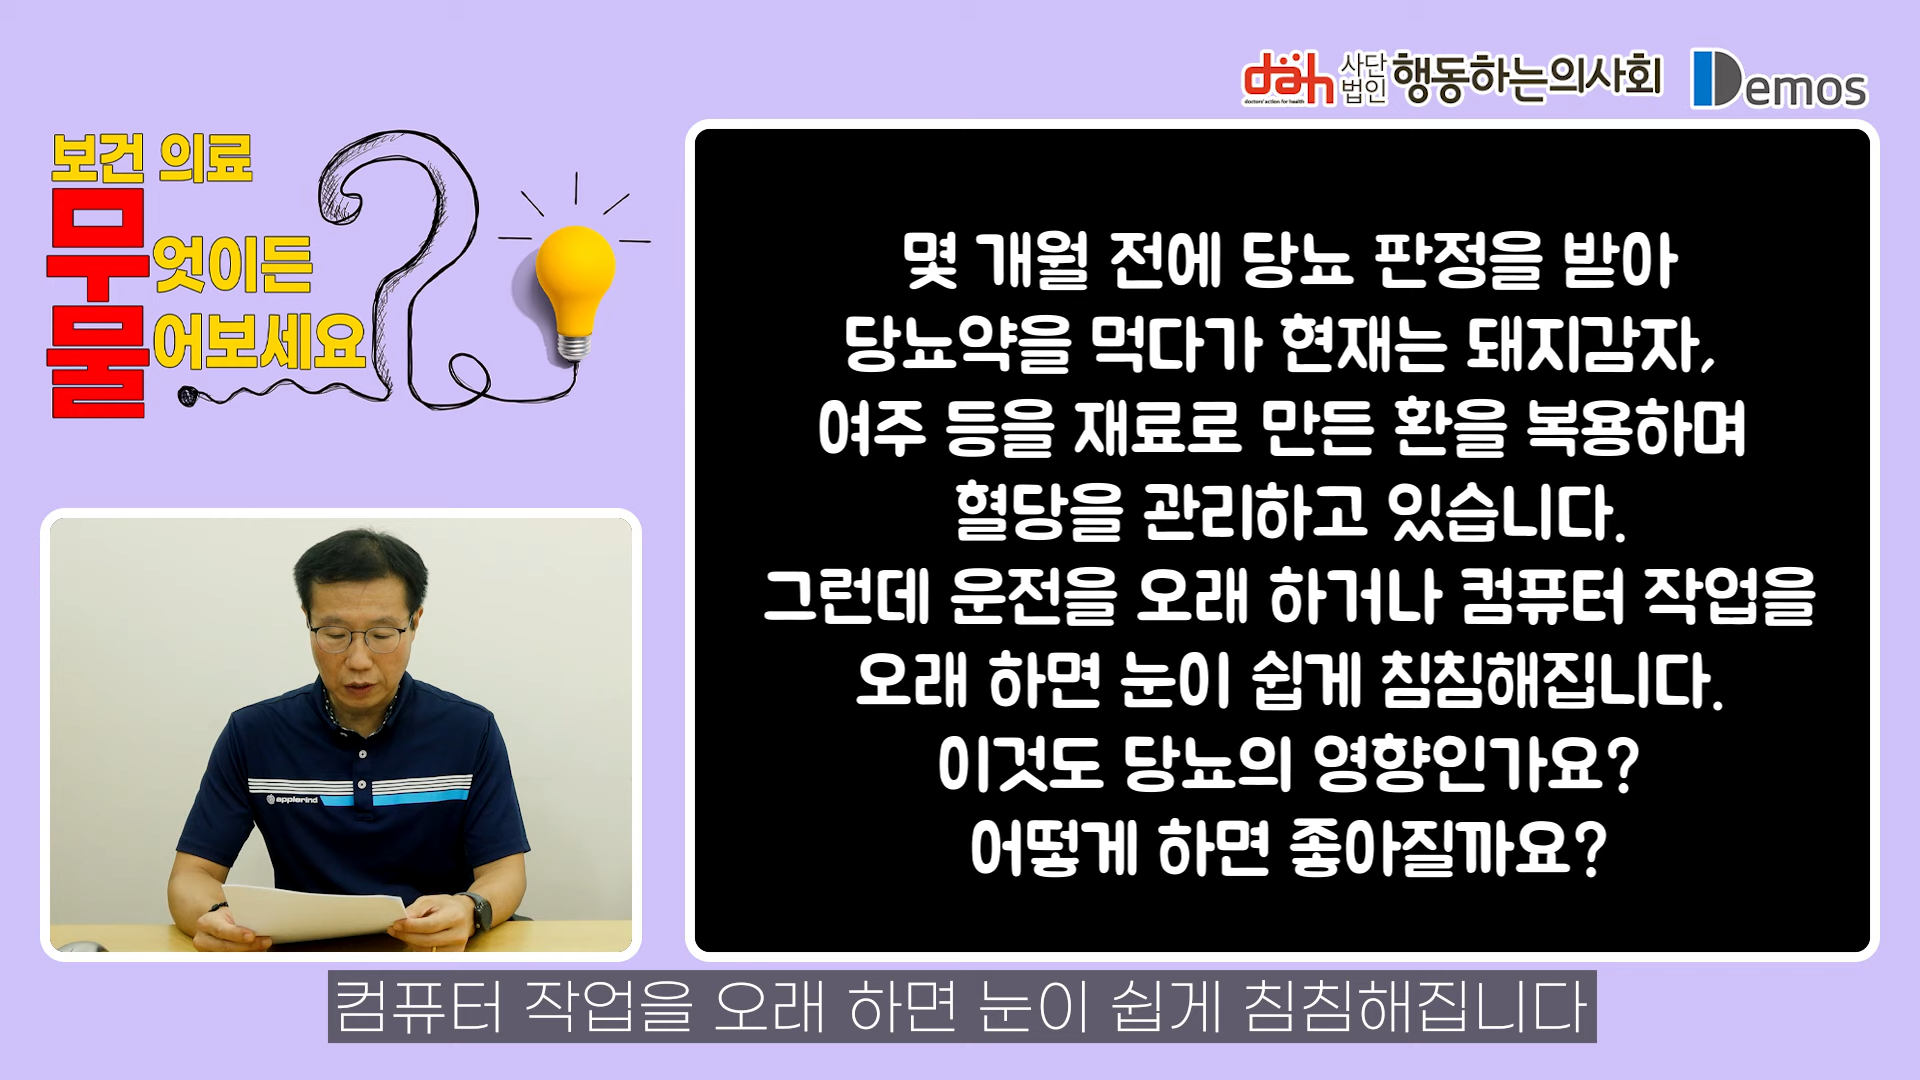 däh 사단법인 행동하는의사회 Demos
doctors' action for health
보건 의료
무엇이든
물어보세요
몇 개월 전에 당뇨 판정을 받아
당뇨약을 먹다가 현재는 돼지감자,
여주 등을 재료로 만든 환을 복용하며
혈당을 관리하고 있습니다.
그런데 운전을 오래 하거나 컴퓨터 작업을
오래 하면 눈이 쉽게 침침해집니다.
이것도 당뇨의 영향인가요?
어떻게 하면 좋아질까요?
applerind
컴퓨터 작업을 오래 하면 눈이 쉽게 침침해집니다